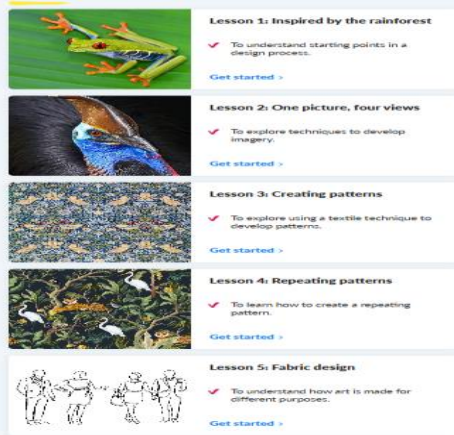 Lesson 1: Inspired by the rainforest
To understand starting points in a
design process.
Get started >
Lesson 2: One picture, four views
To explore techniques to develop
imagery.
Get started >
Lesson 3: Creating patterns
To explore using a textile technique to
develop patterns.
Get started >
Lesson 4: Repeating patterns
To learn how to create a repeating
pattern.
Get started >
Lesson 5: Fabric design
To understand how art is made for
different purposes.
Get started >